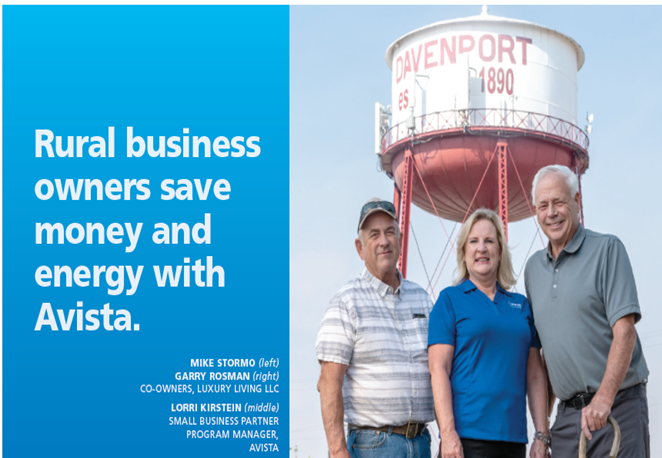 Rural business
owners save
money and
energy with
Avista.
MIKE STORMO (left)
GARRY ROSMAN (right)
CO-OWNERS, LUXURY LIVING LLC
LORRI KIRSTEIN (middle)
SMALL BUSINESS PARTNER
PROGRAM MANAGER,
AVISTA
DAVENPORT
es 1890